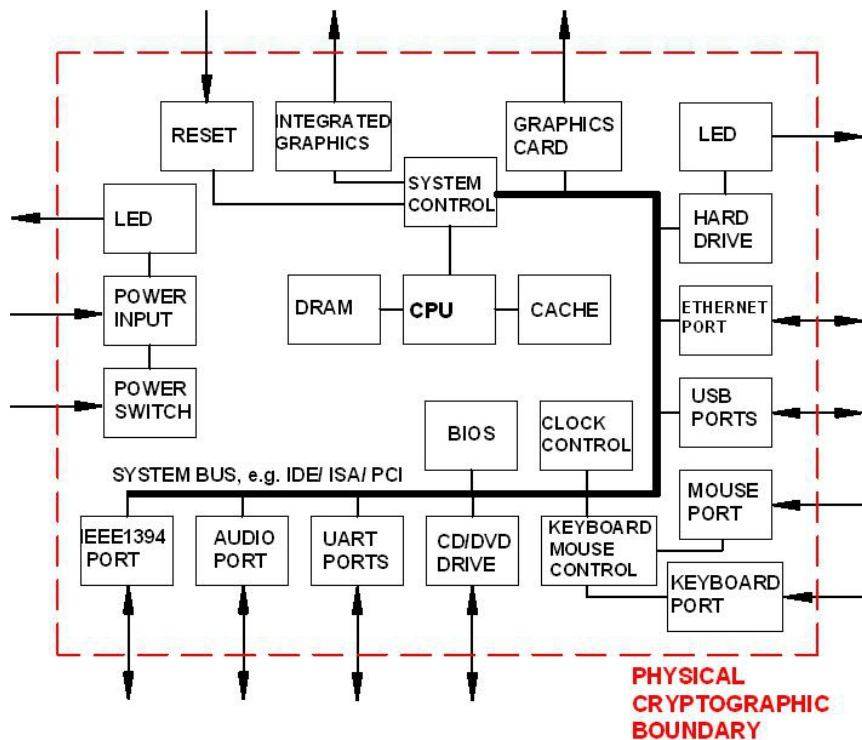 RESET
INTEGRATED
GRAPHICS
GRAPHICS
CARD
LED
SYSTEM
CONTROL
LED
HARD
DRIVE
POWER
INPUT
DRAM
CPU
CACHE
ETHERNET
PORT
POWER
SWITCH
BIOS
CLOCK
CONTROL
USB
PORTS
SYSTEM BUS, e.g. IDE/ ISA/ PCI
MOUSE
PORT
IEEE1394
PORT
AUDIO
PORT
UART
PORTS
CD/DVD
DRIVE
KEYBOARD
MOUSE
CONTROL
KEYBOARD
PORT
PHYSICAL
CRYPTOGRAPHIC
BOUNDARY